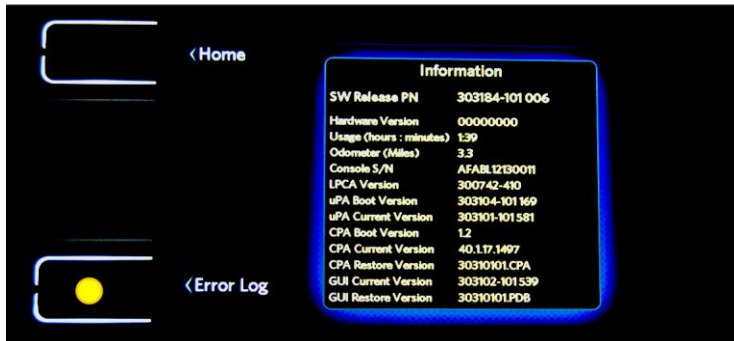 ‹Home
Information
SW Release PN 303184-101 006
Hardware Version 00000000
Usage (hours : minutes) 1:39
Odometer (Miles) 3.3
Console S/N AFABL12130011
LPCA Version 300742-410
uPA Boot Version 303104-101 169
uPA Current Version 303101-101 581
CPA Boot Version 1.2
CPA Current Version 40.1.17.1497
CPA Restore Version 30310101.CPA
GUI Current Version 303102-101 539
GUI Restore Version 30310101.PDB
‹Error Log